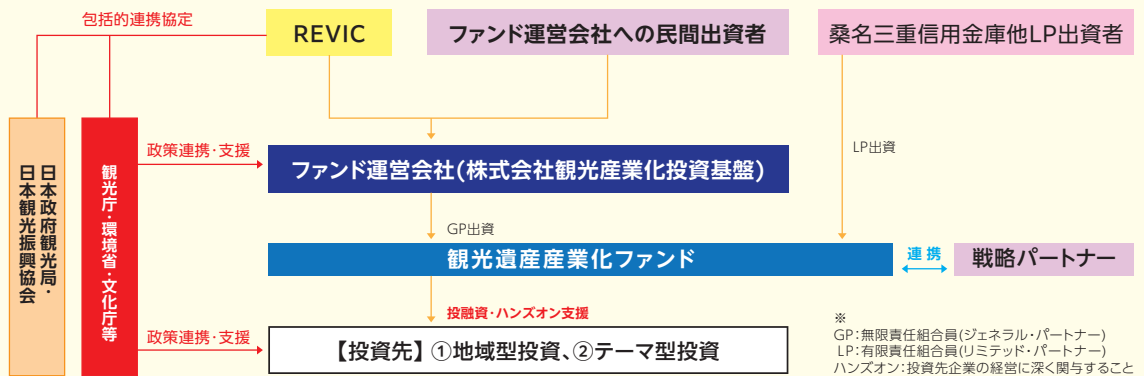 包括的連携協定
REVIC
ファンド運営会社への民間出資者
桑名三重信用金庫他LP出資者
日本政府観光局・
日本観光振興協会
観光庁・環境省・文化庁等
政策連携・支援
ファンド運営会社(株式会社観光産業化投資基盤)
LP出資
GP出資
観光遺産産業化ファンド
連携
戦略パートナー
投融資・ハンズオン支援
政策連携・支援
【投資先】①地域型投資、②テーマ型投資
※
GP:無限責任組合員(ジェネラル・パートナー)
LP:有限責任組合員(リミテッド・パートナー)
ハンズオン:投資先企業の経営に深く関与すること